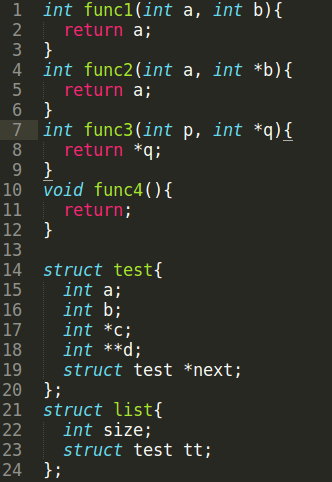 1 int func1(int a, int b){
2   return a;
3 }
4 int func2(int a, int *b){
5   return a;
6 }
7 int func3(int p, int *q){
8   return *q;
9 }
10 void func4(){
11   return;
12 }
13
14 struct test{
15   int a;
16   int b;
17   int *c;
18   int **d;
19   struct test *next;
20 };
21 struct list{
22   int size;
23   struct test tt;
24 };